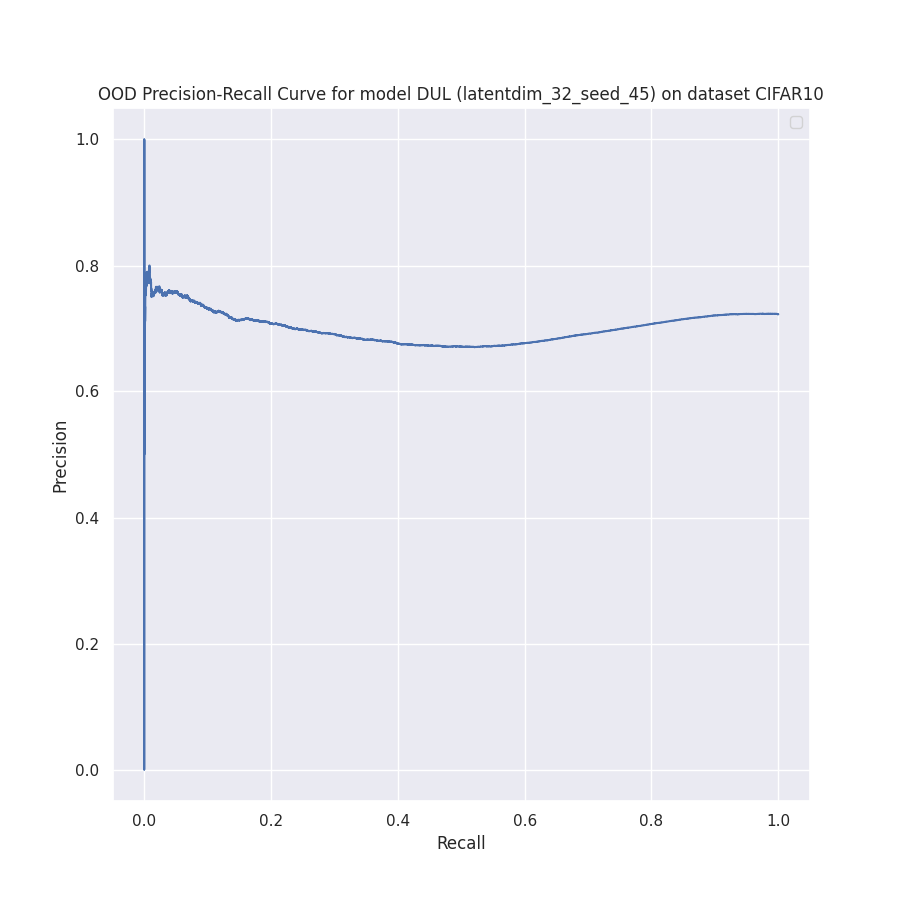 OOD Precision-Recall Curve for model DUL (latentdim_32_seed_45) on dataset CIFAR10
1.0
0.8
0.6
0.4
0.2
0.0
Precision
0.0 0.2 0.4 0.6 0.8 1.0
Recall